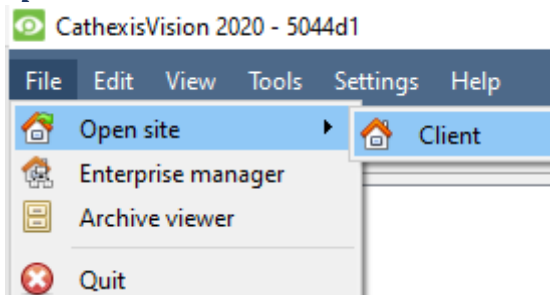 CathexisVision 2020 - 5044d1
File Edit View Tools Settings Help
Open site Client
Enterprise manager
Archive viewer
Quit